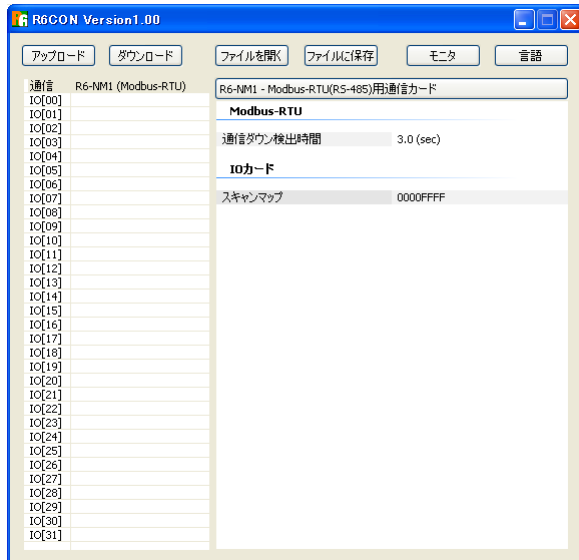 R6CON Version1.00
アップロード ダウンロード ファイルを開く ファイルに保存 モニタ 言語
通信 R6-NM1 (Modbus-RTU)
IO[00]
IO[01]
IO[02]
IO[03]
IO[04]
IO[05]
IO[06]
IO[07]
IO[08]
IO[09]
IO[10]
IO[11]
IO[12]
IO[13]
IO[14]
IO[15]
IO[16]
IO[17]
IO[18]
IO[19]
IO[20]
IO[21]
IO[22]
IO[23]
IO[24]
IO[25]
IO[26]
IO[27]
IO[28]
IO[29]
IO[30]
IO[31]
R6-NM1 - Modbus-RTU(RS-485)用通信カード
Modbus-RTU
通信ダウン検出時間 3.0 (sec)
IOカード
スキャンマップ 0000FFFF